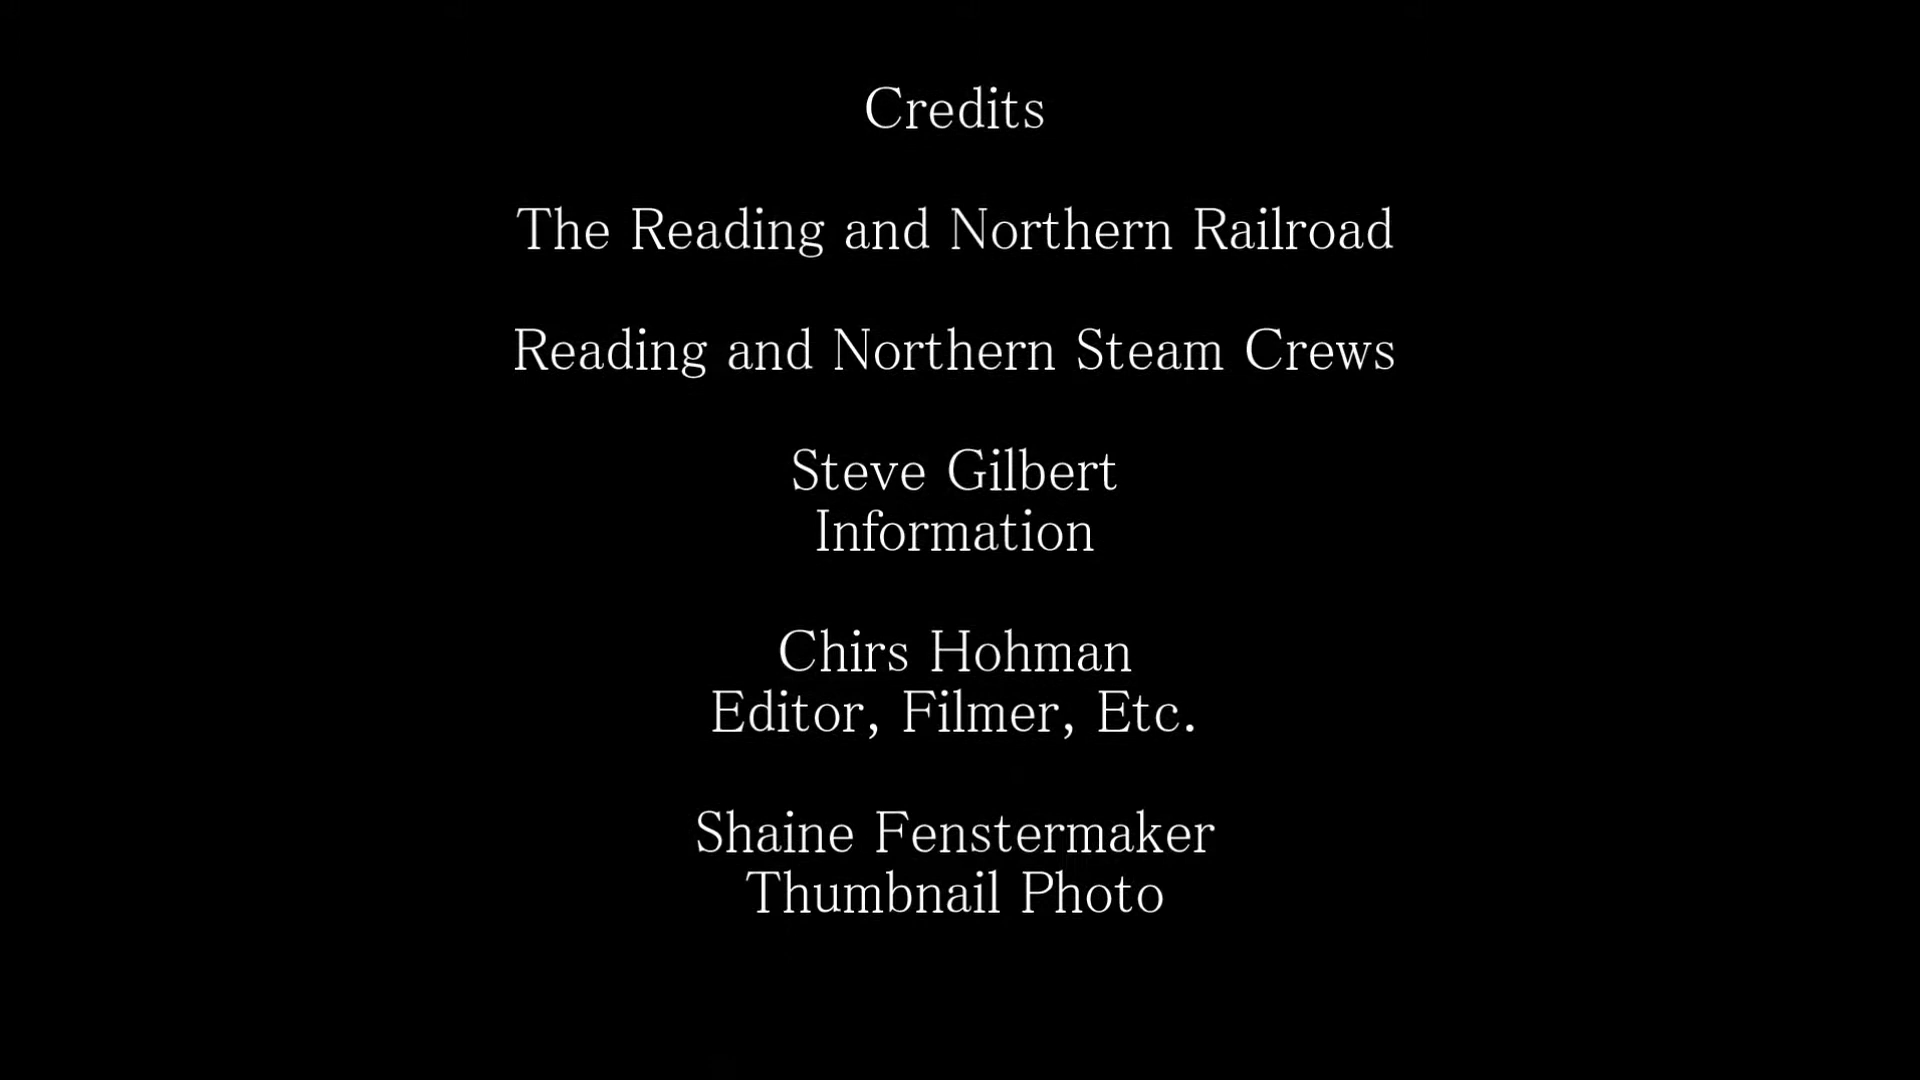 Credits
The Reading and Northern Railroad
Reading and Northern Steam Crews
Steve Gilbert
Information
Chirs Hohman
Editor, Filmer, Etc.
Shaine Fenstermaker
Thumbnail Photo